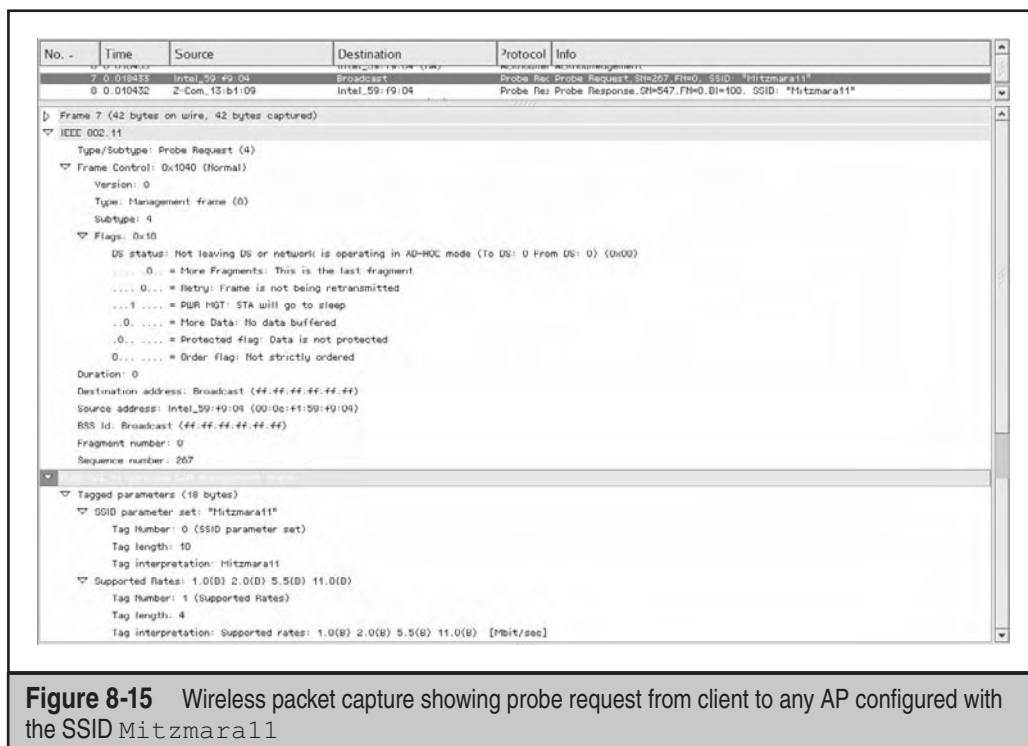 No. - Time Source Destination Protocol Info
7 0.018433 Intel_59:f9:04 Broadcast Probe Rec Probe Request,SN=267,FN=0, SSID: "Mitzmara11"
8 Z-Com_13:b1:09 Intel_59:f9:04 Probe Res Probe Response,SN=547,FN=0,BI=100, SSID: "Mitzmara11"
Frame 7 (42 bytes on wire, 42 bytes captured)
IEEE 802.11
Type/Subtype: Probe Request (4)
Frame Control: 0x1040 (Normal)
Version: 0
Type: Management frame (0)
Subtype: 4
Flags: 0x10
DS status: Not leaving DS or network is operating in AD-HOC mode (To DS: 0 From DS: 0) (0x00)
.... .0.. = More Fragments: This is the last fragment
.... 0... = Retry: Frame is not being retransmitted
...1 .... = PWR MGT: STA will go to sleep
..0. .... = More Data: No data buffered
.0.. .... = Protected flag: Data is not protected
0... .... = Order flag: Not strictly ordered
Duration: 0
Destination address: Broadcast (ff:ff:ff:ff:ff:ff)
Source address: Intel_59:f9:04 (00:0c:f1:59:f9:04)
BSS Id: Broadcast (ff:ff:ff:ff:ff:ff)
Fragment number: 0
Sequence number: 267
Tagged parameters (18 bytes)
SSID parameter set: "Mitzmara11"
Tag Number: 0 (SSID parameter set)
Tag length: 10
Tag interpretation: Mitzmara11
Supported Rates: 1.0(B) 2.0(B) 5.5(B) 11.0(B)
Tag Number: 1 (Supported Rates)
Tag length: 4
Tag interpretation: Supported rates: 1.0(B) 2.0(B) 5.5(B) 11.0(B) [Mbit/sec]
Figure 8-15 Wireless packet capture showing probe request from client to any AP configured with
the SSID Mitzmara11